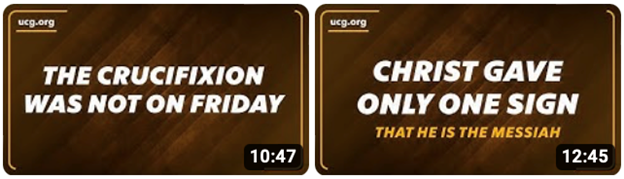 ucg.org
THE CRUCIFIXION
WAS NOT ON FRIDAY
10:47
ucg.org
CHRIST GAVE
ONLY ONE SIGN
THAT HE IS THE MESSIAH
12:45